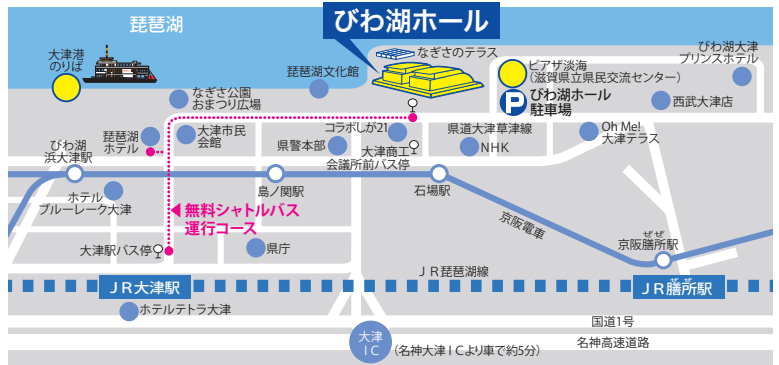 琵琶湖
びわ湖ホール
大津港
のりば
なぎさのテラス
琵琶湖文化館
ピアザ淡海
(滋賀県立県民交流センター)
びわ湖大津
プリンスホテル
なぎさ公園
おまつり広場
P
びわ湖ホール
駐車場
西武大津店
琵琶湖
ホテル
大津市民
会館
コラボしが21
県警本部
大津商工
会議所前バス停
県道大津草津線
NHK
Oh Me!
大津テラス
びわ湖
浜大津駅
島ノ関駅
石場駅
ホテル
ブルーレーク大津
無料シャトルバス
運行コース
京阪電車
ぜぜ
京阪膳所駅
大津駅バス停
県庁
JR琵琶湖線
JR大津駅
ぜぜ
JR膳所駅
ホテルテトラ大津
国道1号
大津
IC
(名神大津ICより車で約5分)
名神高速道路